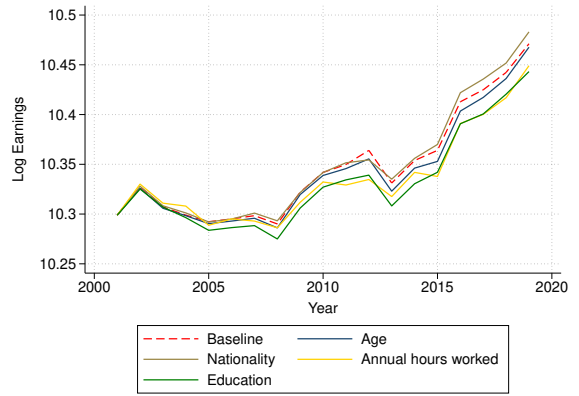 10.5
10.45
10.4
10.35
10.3
10.25
Log Earnings
2000 2005 2010 2015 2020
Year
Baseline Age
Nationality Annual hours worked
Education